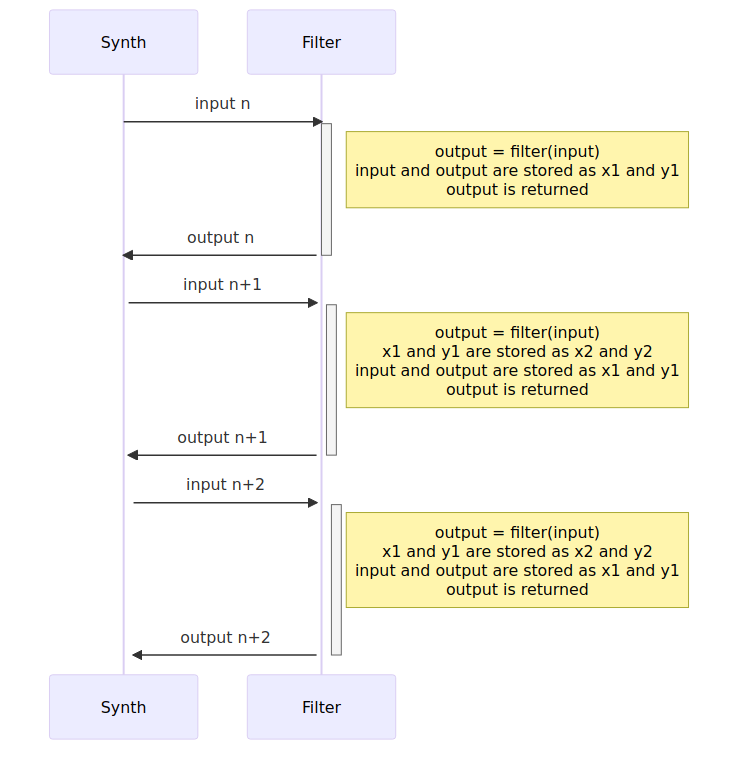 Synth
Filter
input n
output = filter(input)
input and output are stored as x1 and y1
output is returned
output n
input n+1
output = filter(input)
x1 and y1 are stored as x2 and y2
input and output are stored as x1 and y1
output is returned
output n+1
input n+2
output = filter(input)
x1 and y1 are stored as x2 and y2
input and output are stored as x1 and y1
output is returned
output n+2
Synth
Filter